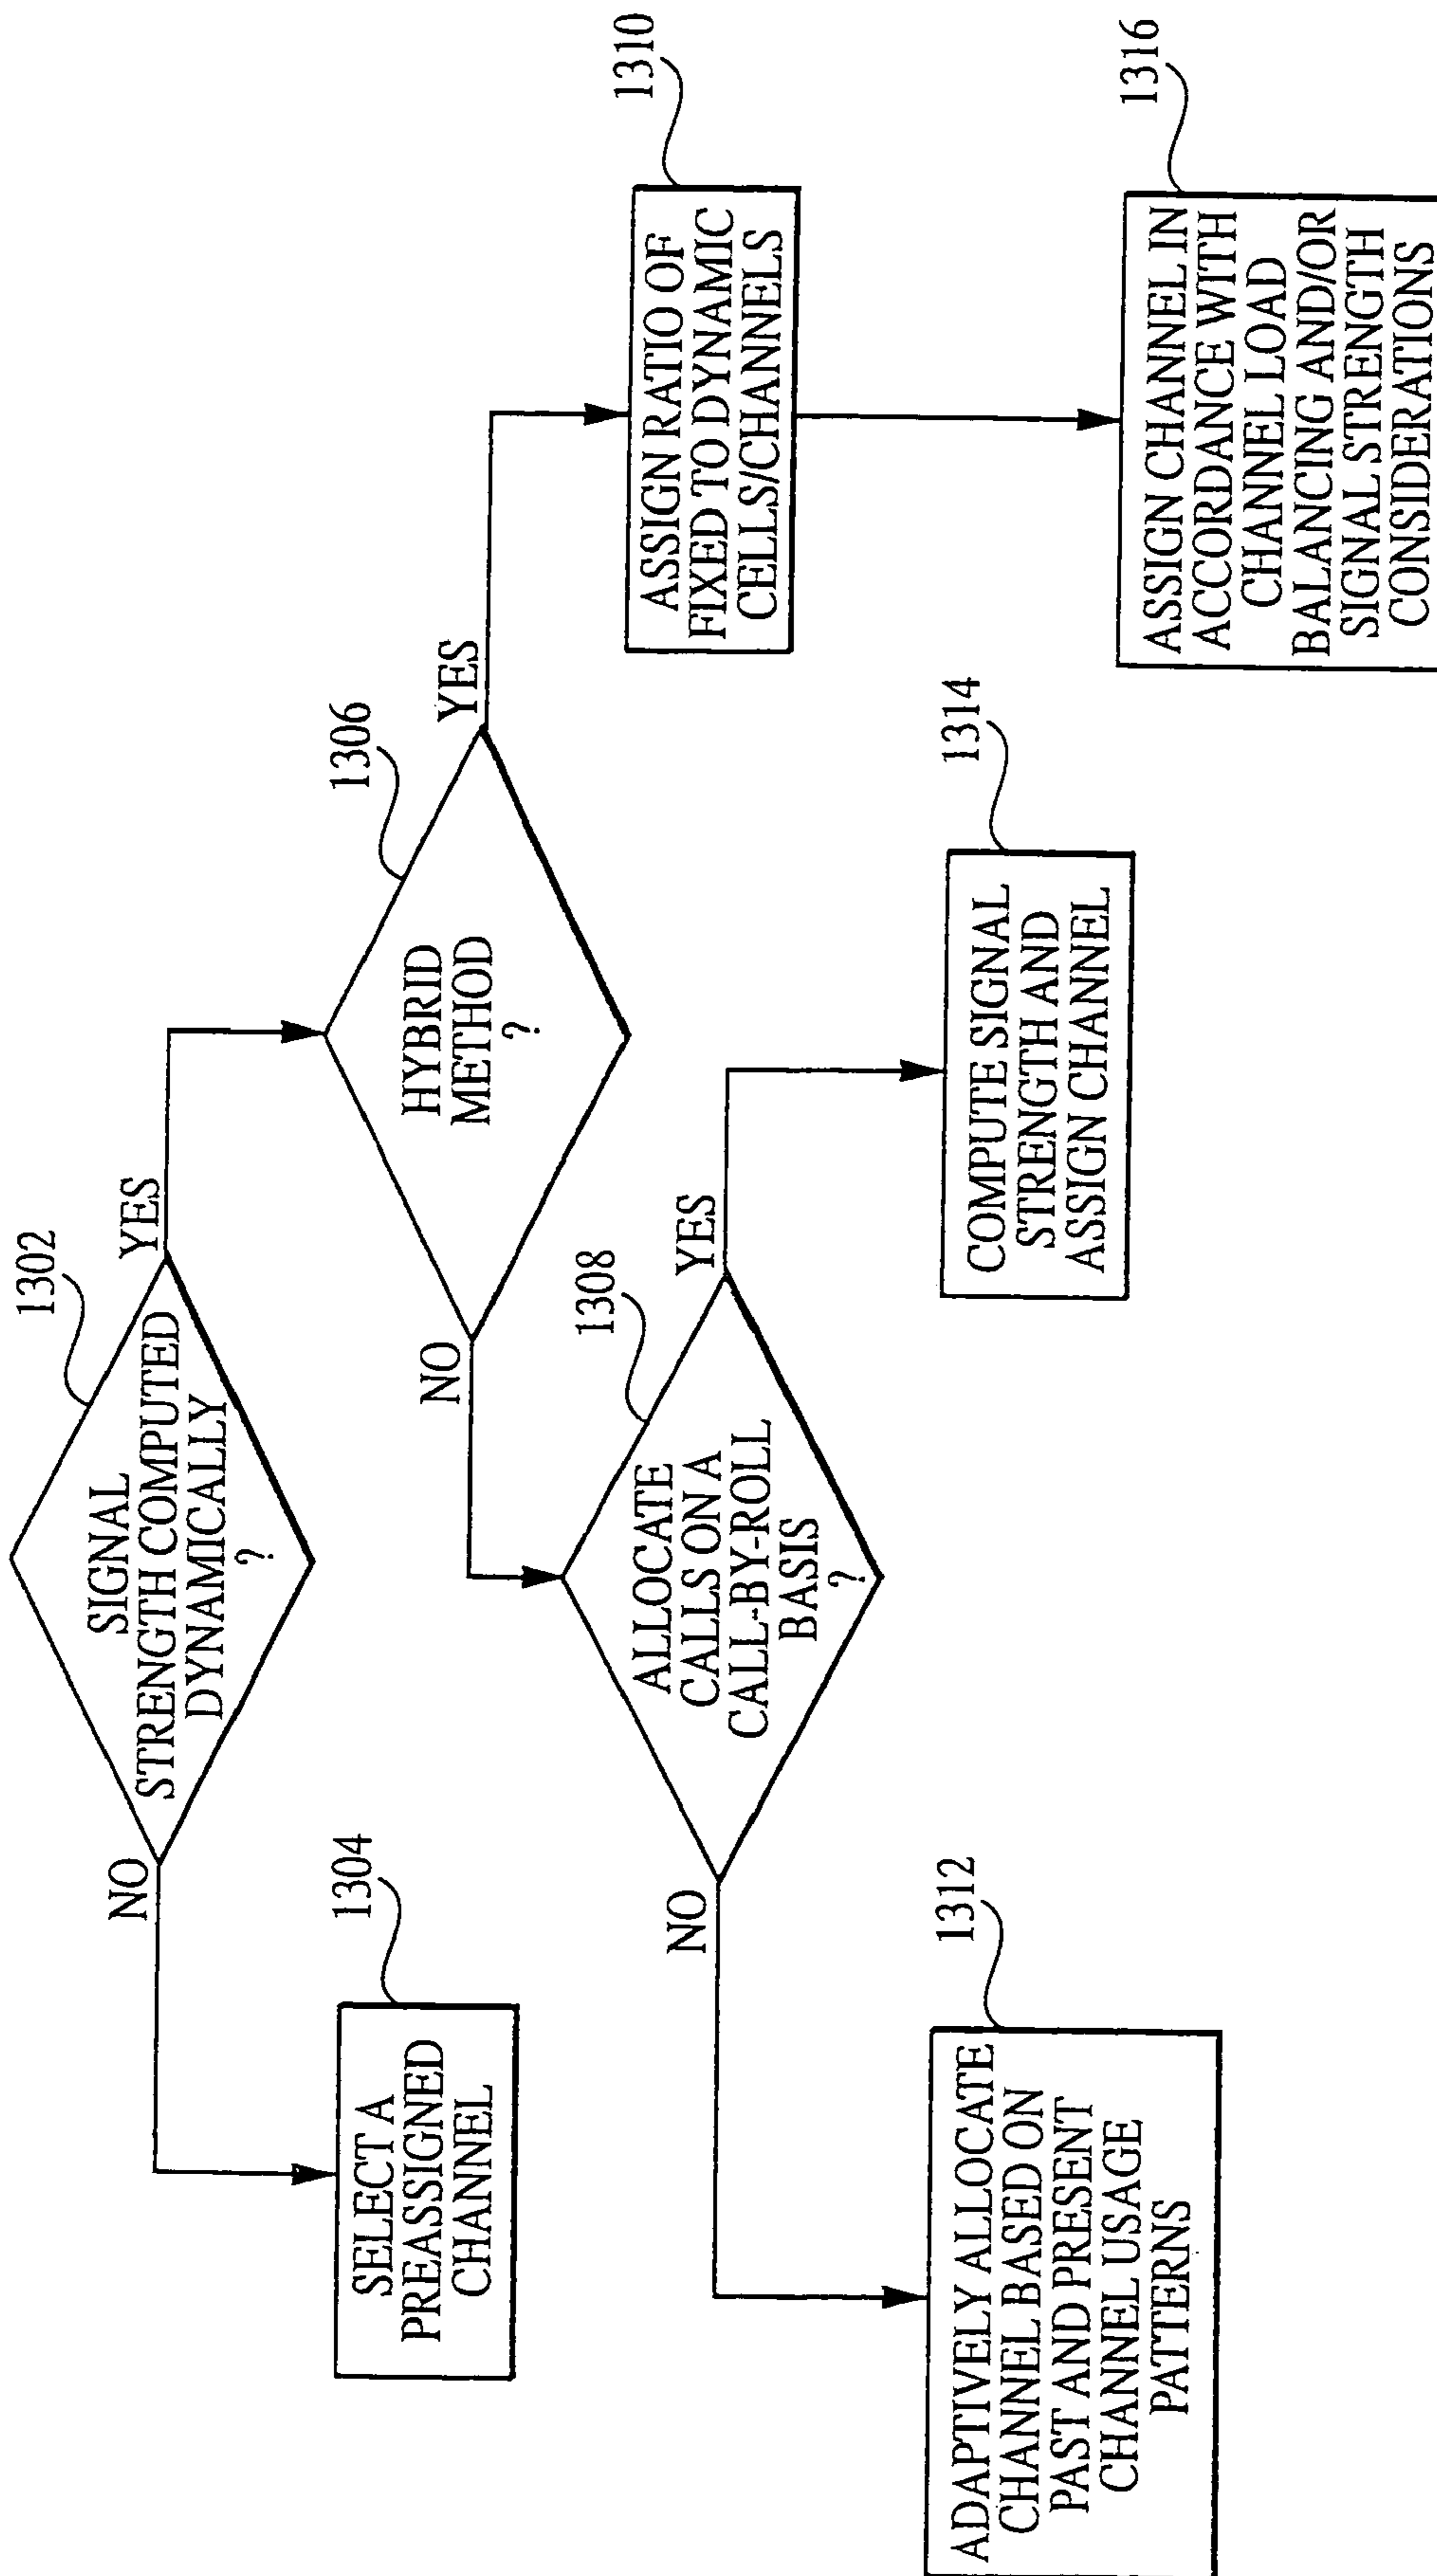 1302
SIGNAL
STRENGTH COMPUTED
DYNAMICALLY
?
NO
YES
1304
SELECT A
PREASSIGNED
CHANNEL
1306
HYBRID
METHOD
?
NO
YES
1308
ALLOCATE
CALLS ON A
CALL-BY-ROLL
BASIS
?
NO
YES
1310
ASSIGN RATIO OF
FIXED TO DYNAMIC
CELLS/CHANNELS
1312
ADAPTIVELY ALLOCATE
CHANNEL BASED ON
PAST AND PRESENT
CHANNEL USAGE
PATTERNS
1314
COMPUTE SIGNAL
STRENGTH AND
ASSIGN CHANNEL
1316
ASSIGN CHANNEL IN
ACCORDANCE WITH
CHANNEL LOAD
BALANCING AND/OR
SIGNAL STRENGTH
CONSIDERATIONS